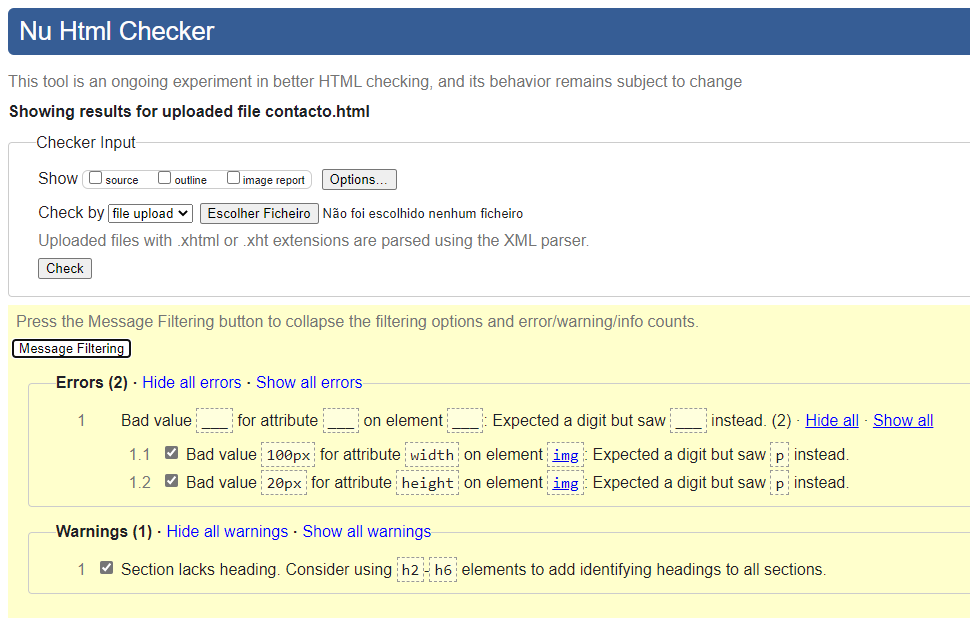 Nu Html Checker
This tool is an ongoing experiment in better HTML checking, and its behavior remains subject to change
Showing results for uploaded file contacto.html
Checker Input
Show source outline image report Options...
Check by file upload Escolher Ficheiro Não foi escolhido nenhum ficheiro
Uploaded files with .xhtml or .xht extensions are parsed using the XML parser.
Check
Press the Message Filtering button to collapse the filtering options and error/warning/info counts.
Message Filtering
Errors (2) · Hide all errors · Show all errors
1 Bad value ___ for attribute ___ on element ___: Expected a digit but saw ___ instead. (2) · Hide all · Show all
1.1 Bad value 100px for attribute width on element img: Expected a digit but saw p instead.
1.2 Bad value 20px for attribute height on element img: Expected a digit but saw p instead.
Warnings (1) · Hide all warnings · Show all warnings
1 Section lacks heading. Consider using h2-h6 elements to add identifying headings to all sections.